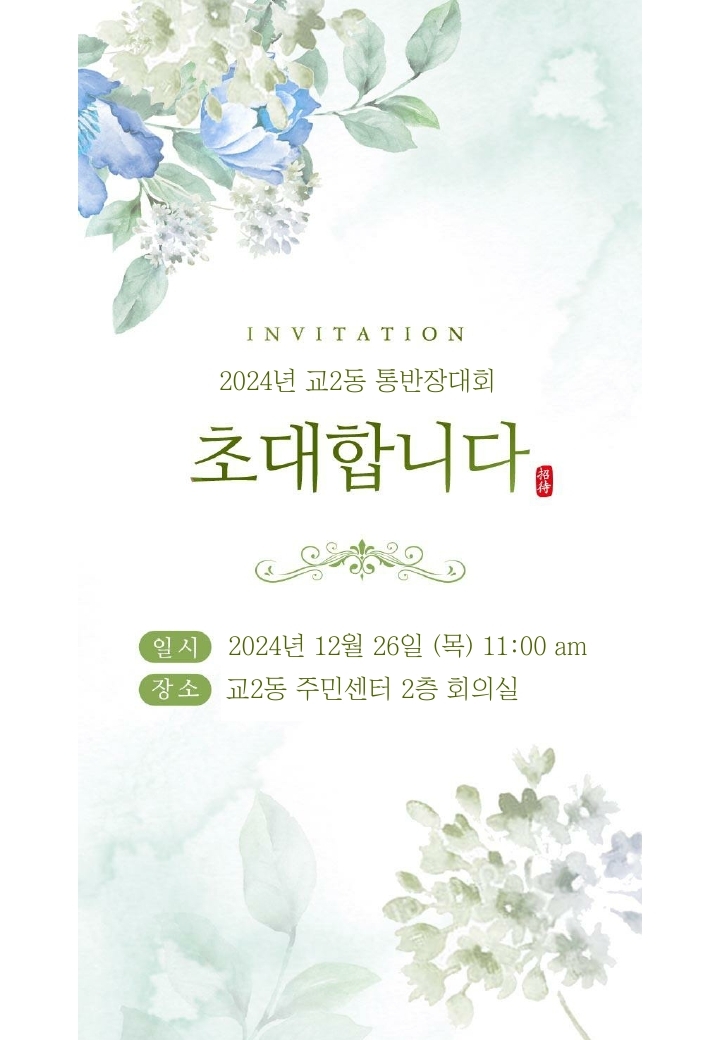 INVITATION
2024년 교2동 통반장대회
초대합니다
招待
일시 2024년 12월 26일 (목) 11:00 am
장소 교2동 주민센터 2층 회의실